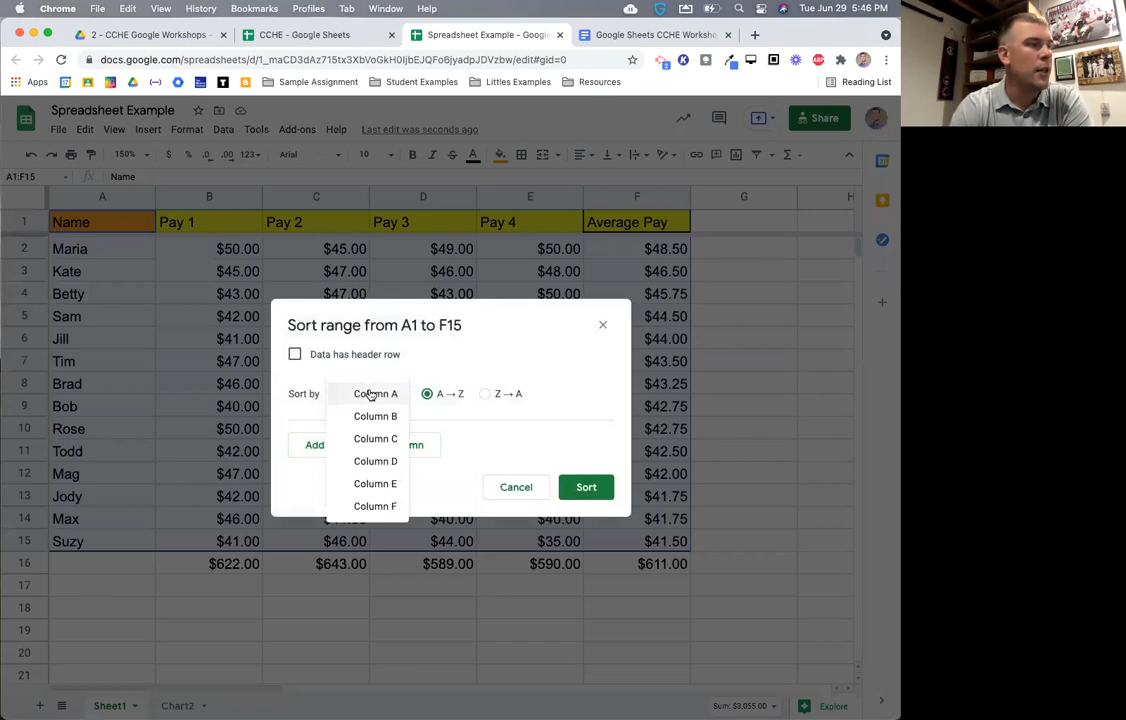 Chrome File Edit View History Bookmarks Profiles Tab Window Help Tue Jun 29 5:46 PM
2 - CCHE Google Workshops - CCHE - Google Sheets Spreadsheet Example - Google Google Sheets CCHE Worksho
docs.google.com/spreadsheets/d/1_maCD3dAz715tx3XbVoGkH0IjbEJQFo6jyadpJDVzbw/edit#gid=0
Apps Sample Assignment Student Examples Littles Examples Resources Reading List
Spreadsheet Example
File Edit View Insert Format Data Tools Add-ons Help Last edit was seconds ago Share
150% $ % .0 .00 123 Arial 10 B I S A
A1:F15 fx Name
A B C D E F G H
1 Name Pay 1 Pay 2 Pay 3 Pay 4 Average Pay
2 Maria $50.00 $45.00 $49.00 $50.00 $48.50
3 Kate $45.00 $47.00 $46.00 $48.00 $46.50
4 Betty $43.00 $47.00 $43.00 $50.00 $45.75
5 Sam $42.00 $44.50
6 Jill $41.00 $44.00
7 Tim $47.00 $43.50
8 Brad $46.00 $43.25
9 Bob $40.00 $42.75
10 Rose $50.00 $42.75
11 Todd $42.00 $42.50
12 Mag $47.00 $42.00
13 Jody $42.00 $41.75
14 Max $46.00 $40.00 $40.00 $41.75
15 Suzy $41.00 $46.00 $44.00 $35.00 $41.50
16 $622.00 $643.00 $589.00 $590.00 $611.00
17
18
19
20
21
Sort range from A1 to F15
Data has header row
Sort by Column A A → Z Z → A
Column B
Column C
Add mn
Column D
Column E
Column F
Cancel Sort
Sheet1 Chart2 Sum: $3,055.00 Explore